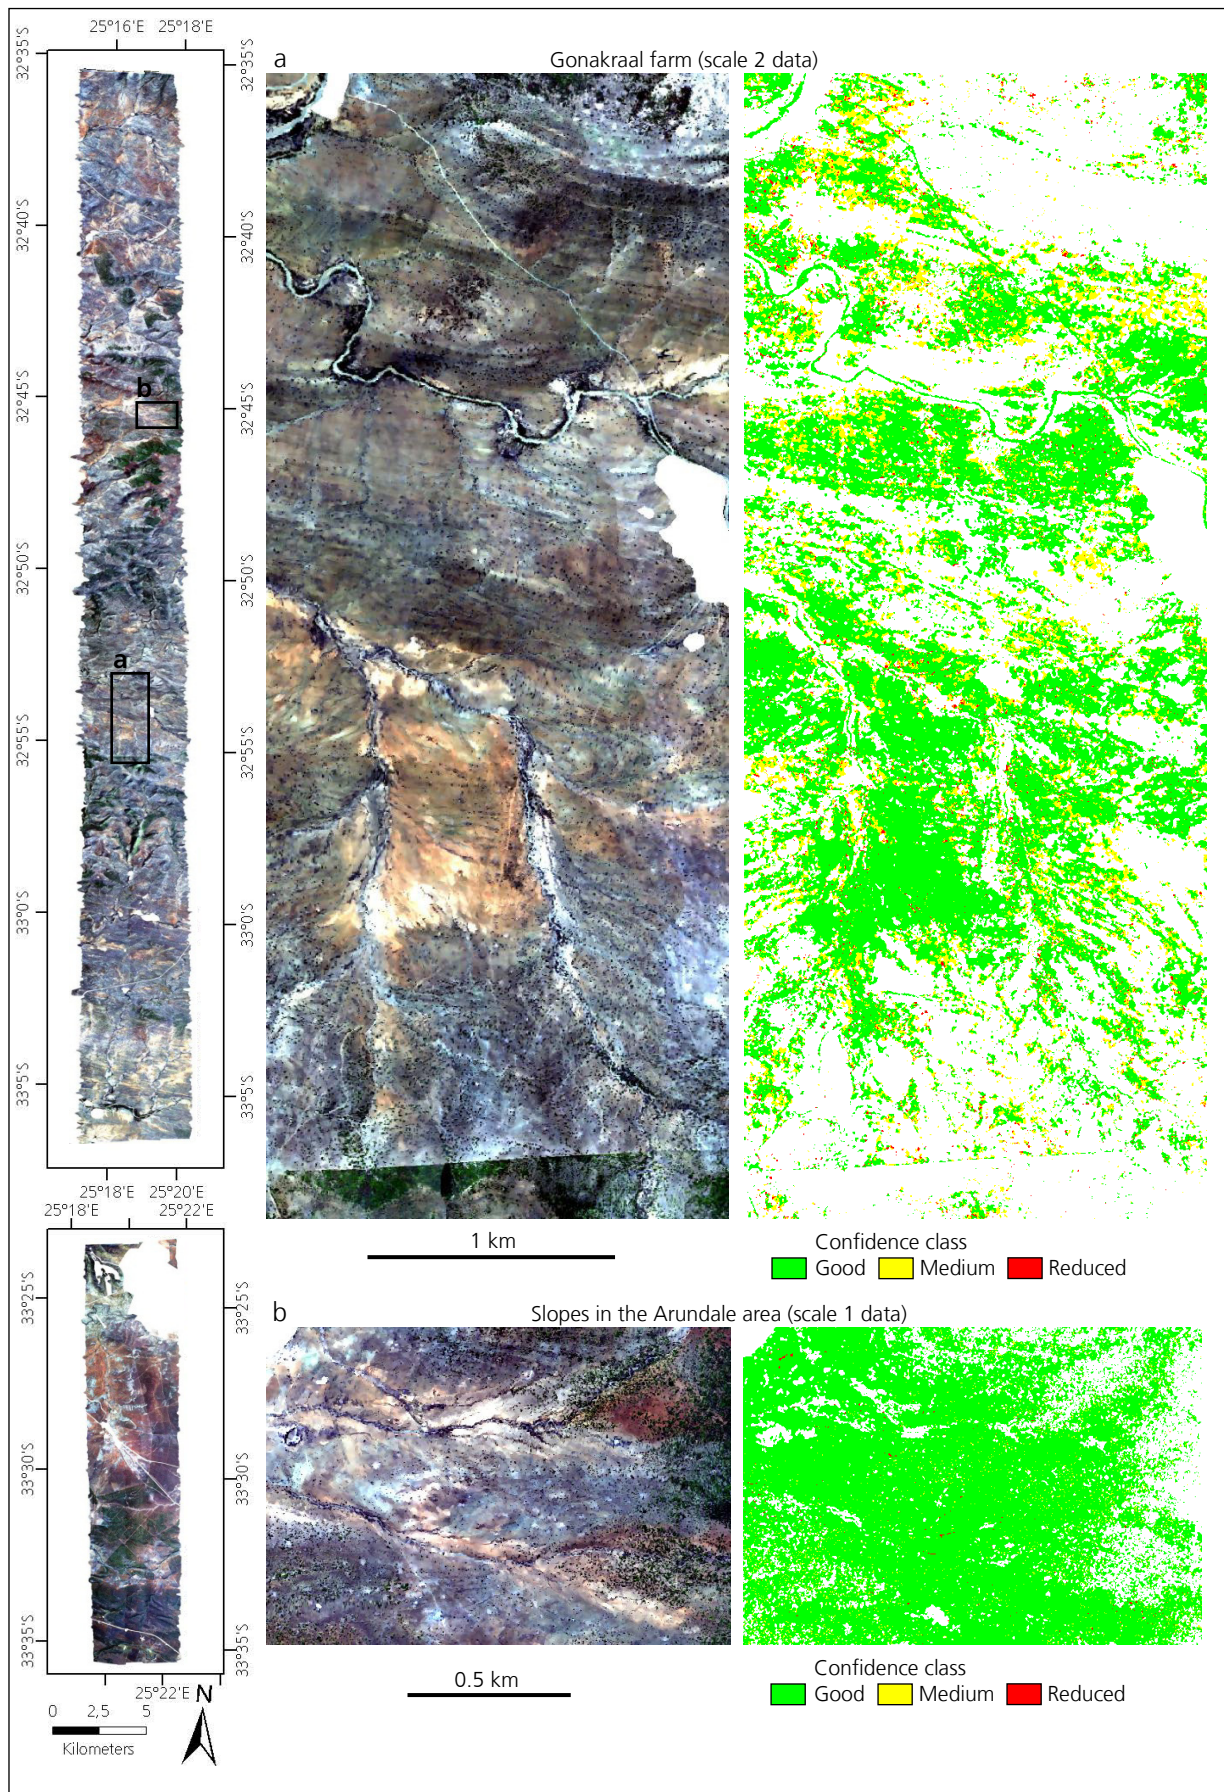 25°16'E 25°18'E
32°35'S 32°35'S
32°40'S 32°40'S
32°45'S 32°45'S
32°50'S 32°50'S
32°55'S 32°55'S
33°0'S 33°0'S
33°5'S 33°5'S
b
a
25°18'E 25°20'E
25°18'E 25°22'E
33°25'S 33°25'S
33°30'S 33°30'S
33°35'S 33°35'S
25°22'E
N
0 2,5 5
Kilometers
a Gonakraal farm (scale 2 data)
1 km
Confidence class
Good Medium Reduced
b Slopes in the Arundale area (scale 1 data)
0.5 km
Confidence class
Good Medium Reduced